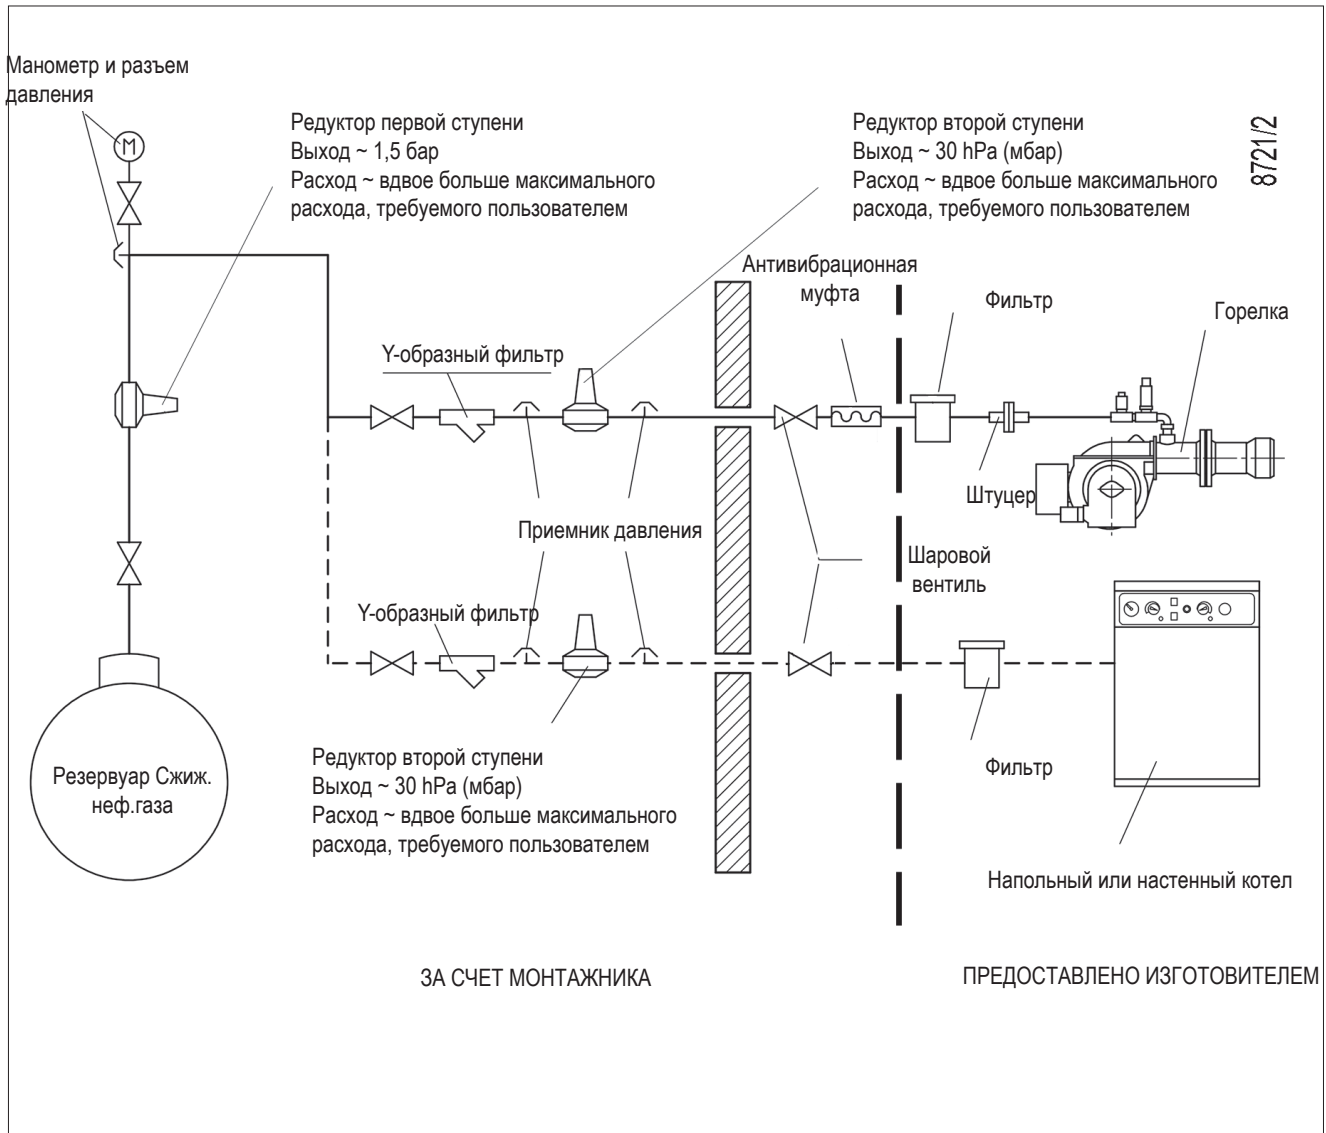 Манометр и разъем
давления
М
Редуктор первой ступени
Выход ~ 1,5 бар
Расход ~ вдвое больше максимального
расхода, требуемого пользователем
Редуктор второй ступени
Выход ~ 30 hPa (мбар)
Расход ~ вдвое больше максимального
расхода, требуемого пользователем
8721/2
Антивибрационная
муфта
Фильтр
Горелка
Y-образный фильтр
Штуцер
Приемник давления
Шаровой
вентиль
Y-образный фильтр
Резервуар Сжиж.
неф.газа
Редуктор второй ступени
Выход ~ 30 hPa (мбар)
Расход ~ вдвое больше максимального
расхода, требуемого пользователем
Фильтр
Напольный или настенный котел
ЗА СЧЕТ МОНТАЖНИКА
ПРЕДОСТАВЛЕНО ИЗГОТОВИТЕЛЕМ